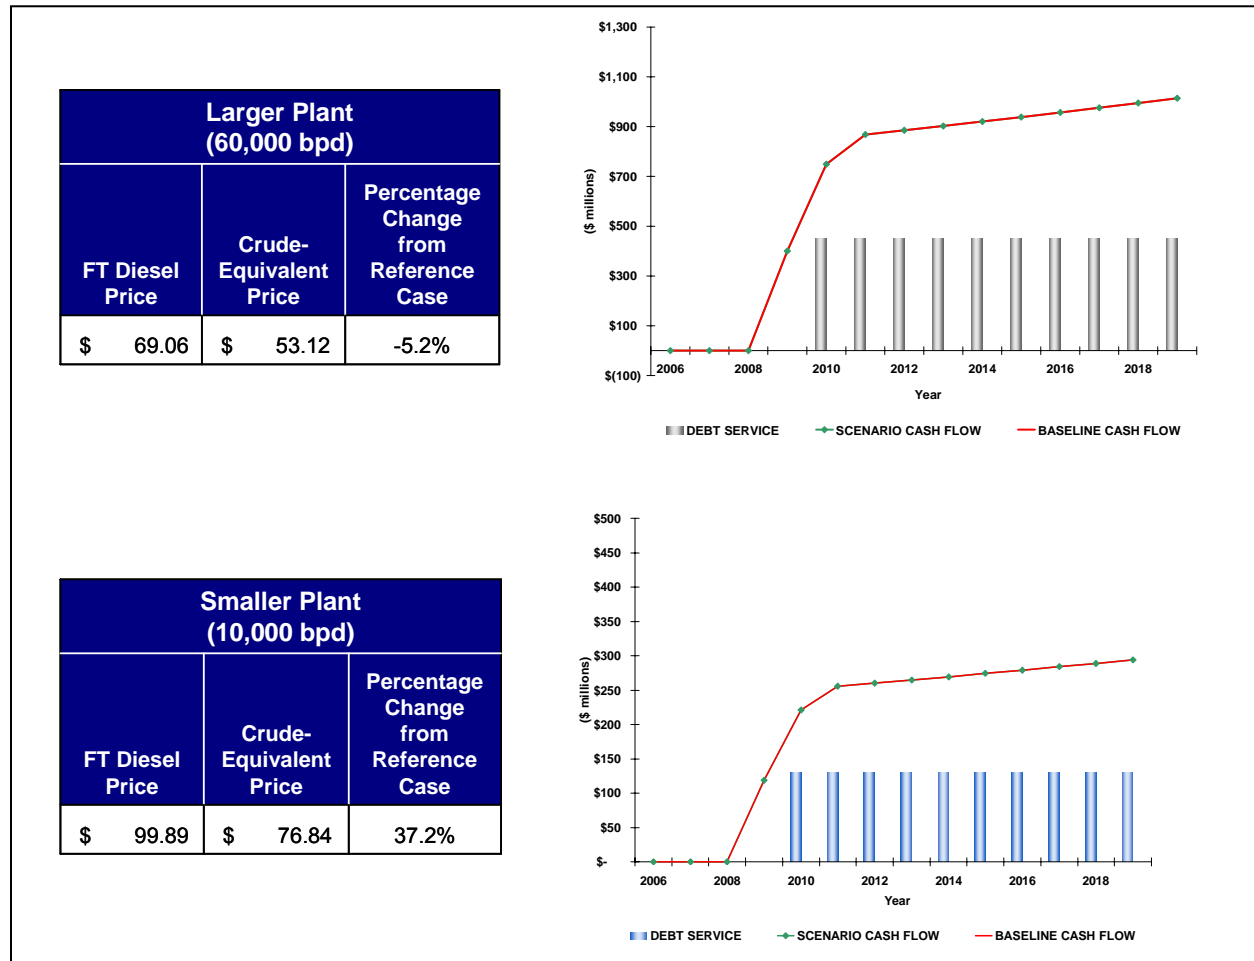 Larger Plant
(60,000 bpd)
FT Diesel
Price
Crude-
Equivalent
Price
Percentage
Change
from
Reference
Case
$ 69.06 $ 53.12 -5.2%
$1,300
$1,100
$900
$700
$500
$300
$100
$(100)
($ millions)
2006 2008 2010 2012 2014 2016 2018
Year
DEBT SERVICE SCENARIO CASH FLOW BASELINE CASH FLOW
Smaller Plant
(10,000 bpd)
FT Diesel
Price
Crude-
Equivalent
Price
Percentage
Change
from
Reference
Case
$ 99.89 $ 76.84 37.2%
$500
$450
$400
$350
$300
$250
$200
$150
$100
$50
$-
($ millions)
2006 2008 2010 2012 2014 2016 2018
Year
DEBT SERVICE SCENARIO CASH FLOW BASELINE CASH FLOW